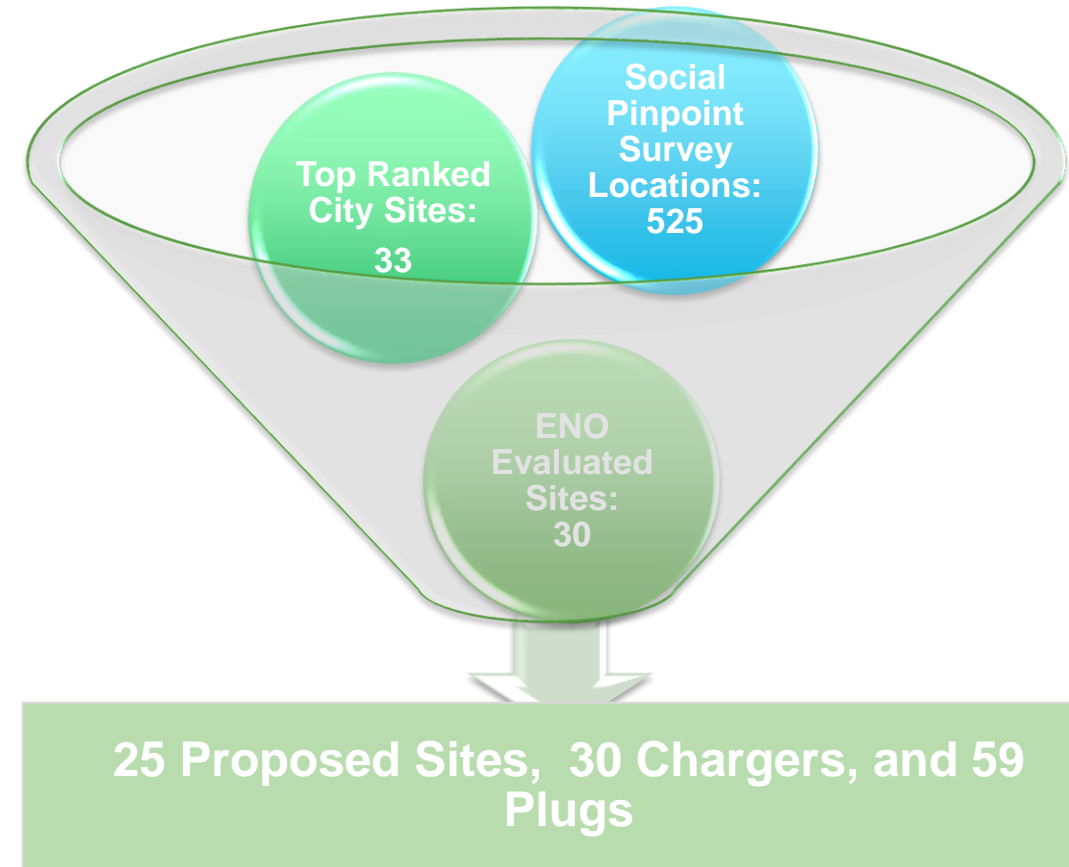 Social
Pinpoint
Survey
Locations:
525
Top Ranked
City Sites:
33
ENO
Evaluated
Sites:
30
25 Proposed Sites, 30 Chargers, and 59
Plugs